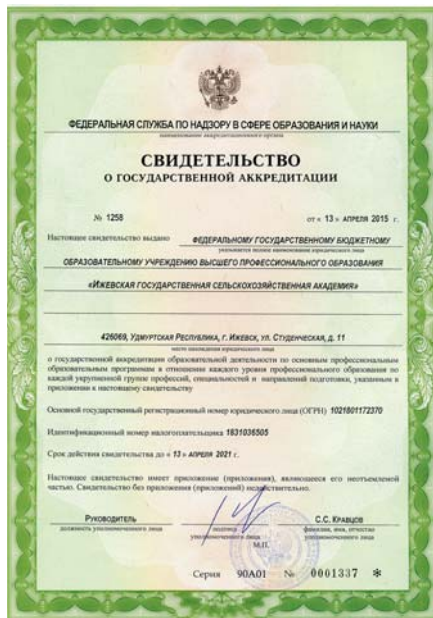 ФЕДЕРАЛЬНАЯ СЛУЖБА ПО НАДЗОРУ В СФЕРЕ ОБРАЗОВАНИЯ И НАУКИ
наименование аккредитационного органа
СВИДЕТЕЛЬСТВО
О ГОСУДАРСТВЕННОЙ АККРЕДИТАЦИИ
№ 1258 от « 13 » АПРЕЛЯ 2015 г.
Настоящее свидетельство выдано ФЕДЕРАЛЬНОМУ ГОСУДАРСТВЕННОМУ БЮДЖЕТНОМУ
указывается полное наименование юридического лица
ОБРАЗОВАТЕЛЬНОМУ УЧРЕЖДЕНИЮ ВЫСШЕГО ПРОФЕССИОНАЛЬНОГО ОБРАЗОВАНИЯ
«ИЖЕВСКАЯ ГОСУДАРСТВЕННАЯ СЕЛЬСКОХОЗЯЙСТВЕННАЯ АКАДЕМИЯ»
426069, УДМУРТСКАЯ РЕСПУБЛИКА, Г. ИЖЕВСК, УЛ. СТУДЕНЧЕСКАЯ, Д. 11
место нахождения юридического лица
о государственной аккредитации образовательной деятельности по основным профессиональным
образовательным программам в отношении каждого уровня профессионального образования по
каждой укрупненной группе профессий, специальностей и направлений подготовки, указанным в
приложении к настоящему свидетельству
Основной государственный регистрационный номер юридического лица (ОГРН) 1021801172370
Идентификационный номер налогоплательщика 1831036505
Срок действия свидетельства до « 13 » АПРЕЛЯ 2021 г.
Настоящее свидетельство имеет приложение (приложения), являющееся его неотъемлемой
частью. Свидетельство без приложения (приложений) недействительно.
РУКОВОДИТЕЛЬ С.С. КРАВЦОВ
должность уполномоченного лица подпись уполномоченного лица фамилия, имя, отчество уполномоченного лица
М.П.
Серия 90А01 № 0001337 *